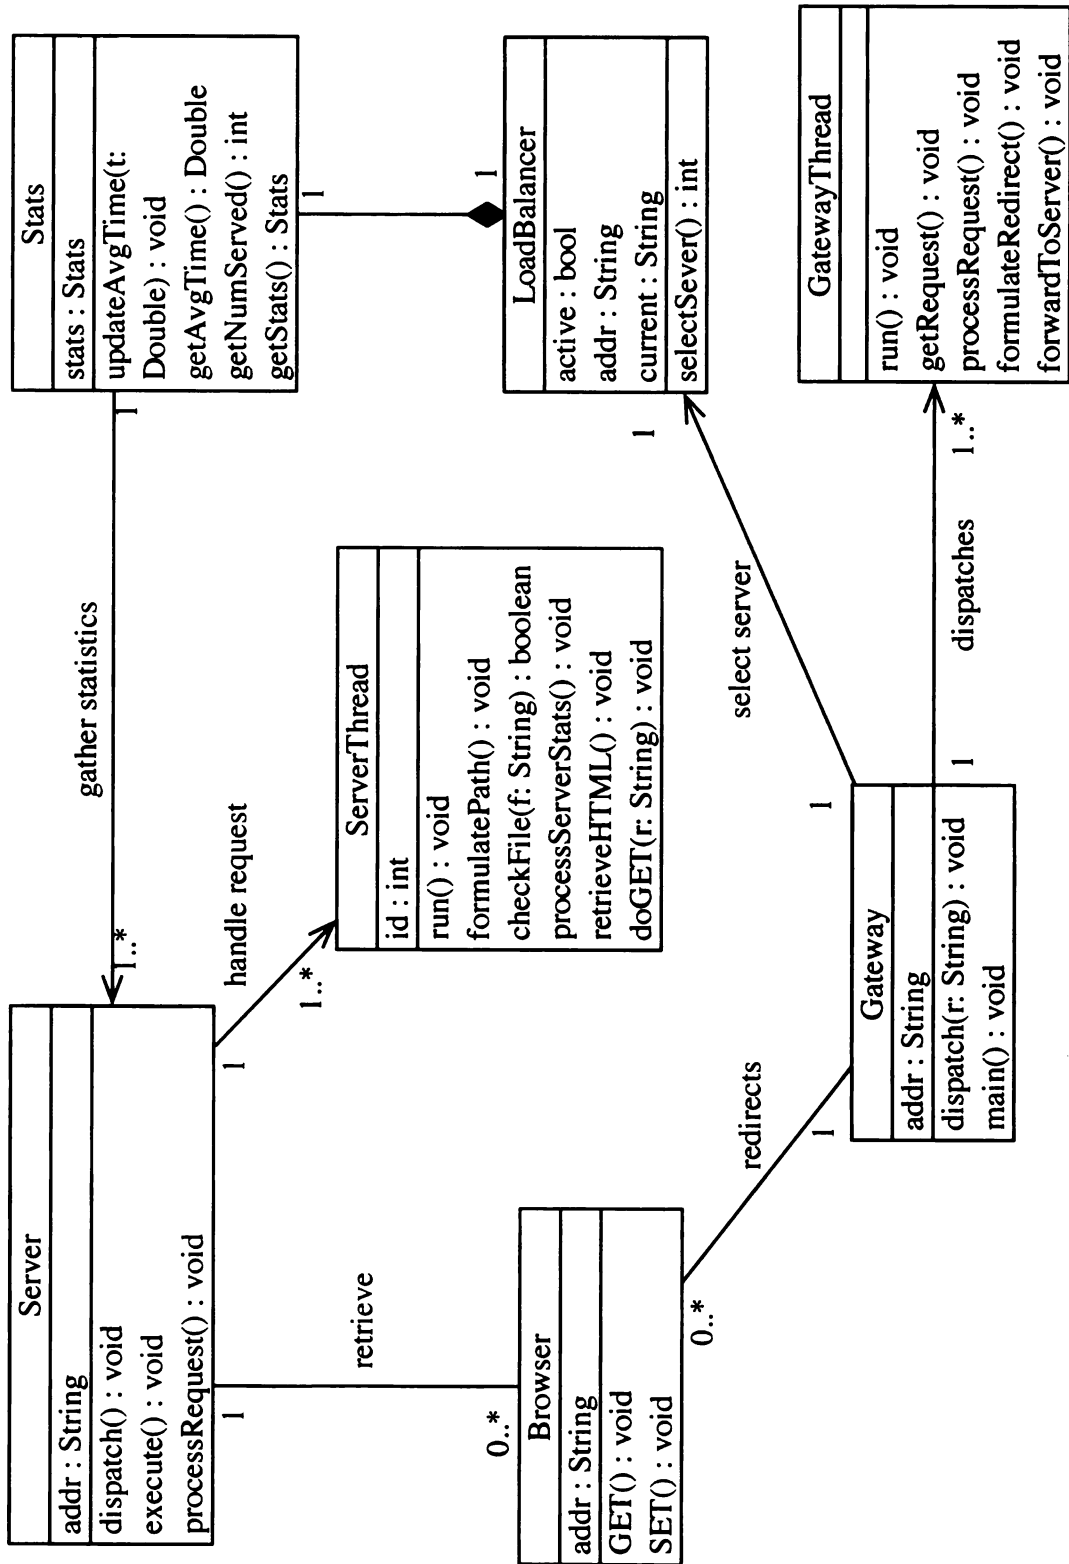 Server
addr : String
dispatch() : void
execute() : void
processRequest() : void
1..*
gather statistics
1
Stats
stats : Stats
updateAvgTime(t:
Double) : void
getAvgTime() : Double
getNumServed() : int
getStats() : Stats
1
handle request
1..*
1
retrieve
0..*
ServerThread
id : int
run() : void
formulatePath() : void
checkFile(f: String) : boolean
processServerStats() : void
retrieveHTML() : void
doGET(r: String) : void
1
1
LoadBalancer
active : bool
addr : String
current : String
selectSever() : int
1
Browser
addr : String
GET() : void
SET() : void
0..*
redirects
1
select server
1
Gateway
addr : String
dispatch(r: String) : void
main() : void
1
dispatches
1..*
GatewayThread
run() : void
getRequest() : void
processRequest() : void
formulateRedirect() : void
forwardToServer() : void